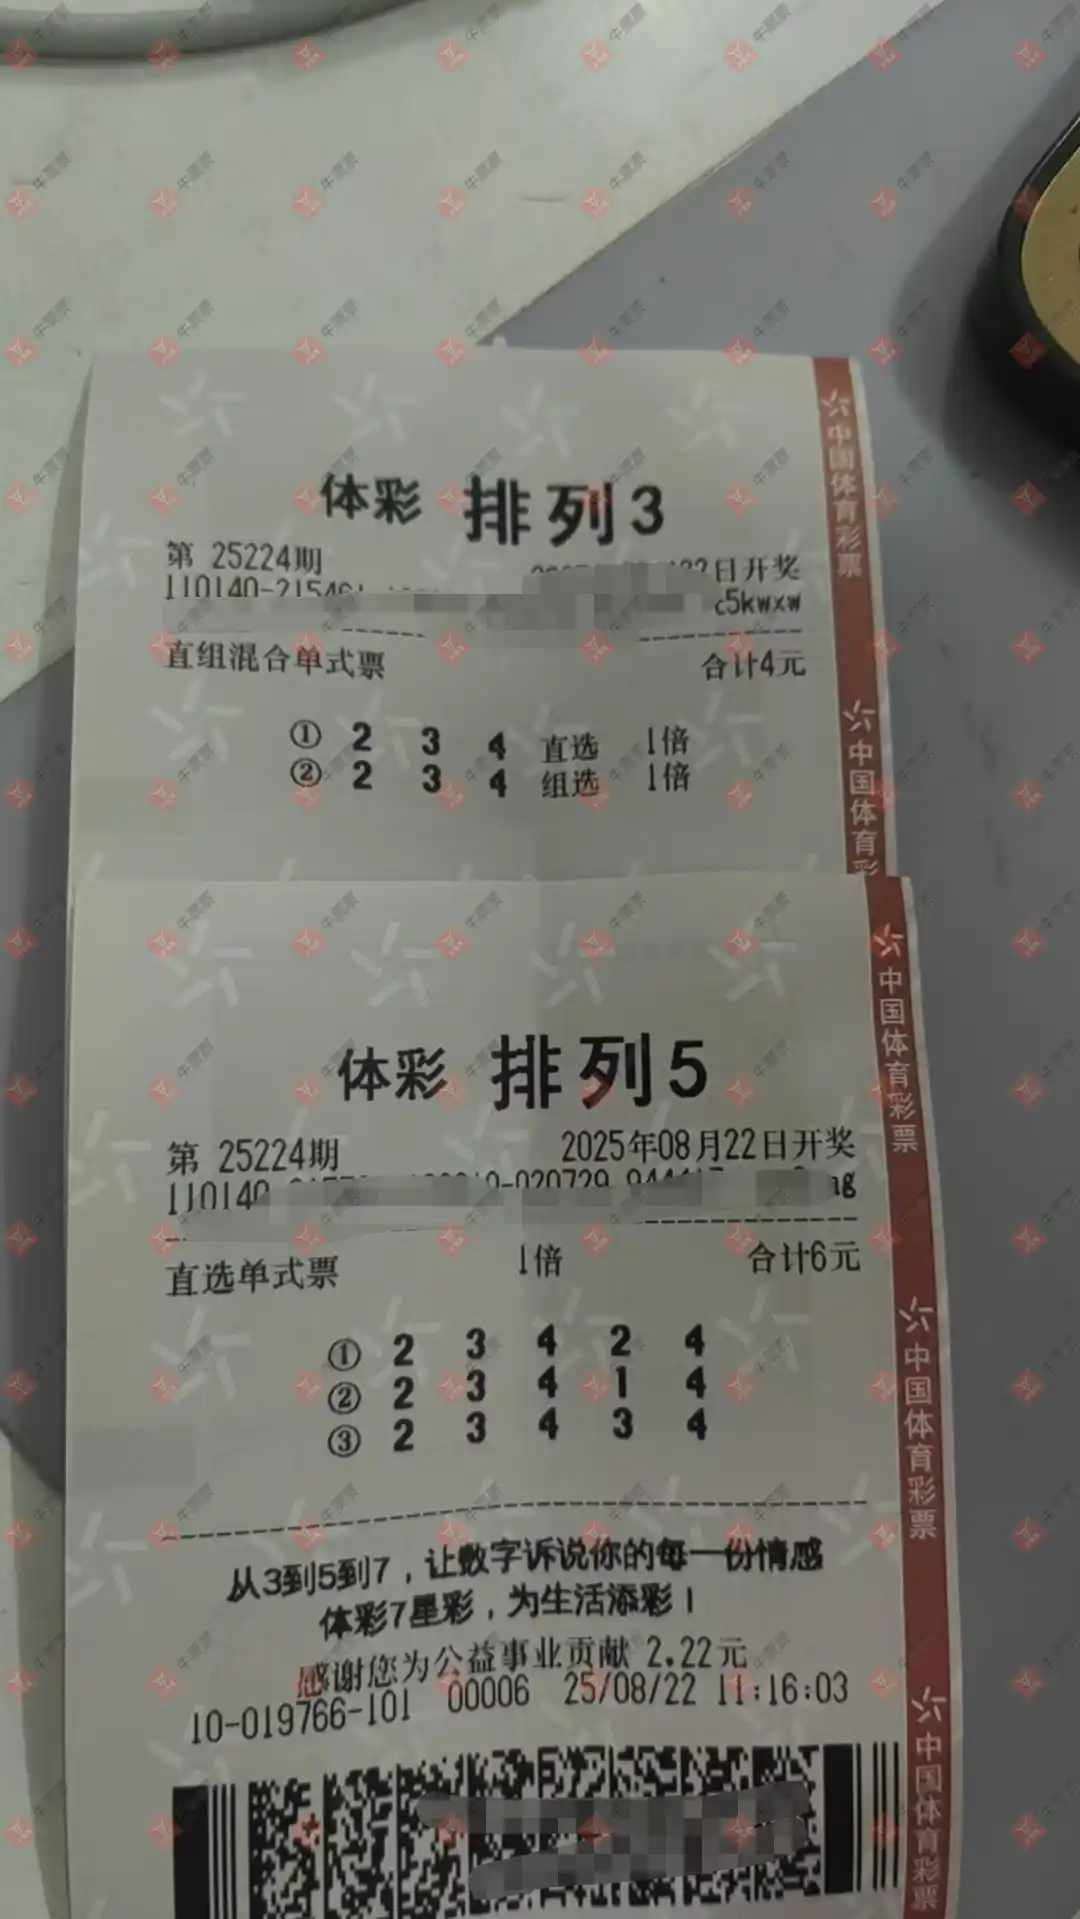 体彩 排列3
第 25224期
日开奖
110140-21546
c5kwxw
直组混合单式票 合计4元
① 2 3 4 直选 1倍
② 2 3 4 组选 1倍
中国体育彩票
中国体育彩
体彩 排列5
第 25224期 2025年08月22日开奖
110140
-020729
直选单式票 1倍 合计6元
① 2 3 4 2 4
② 2 3 4 1 4
③ 2 3 4 3 4
从3到5到7，让数字诉说你的每一份情感
体彩7星彩，为生活添彩！
感谢您为公益事业贡献 2.22元
10-019766-101 00006 25/08/22 11:16:03
中国体育彩票
中国体育彩票
中国体育彩票
牛票票